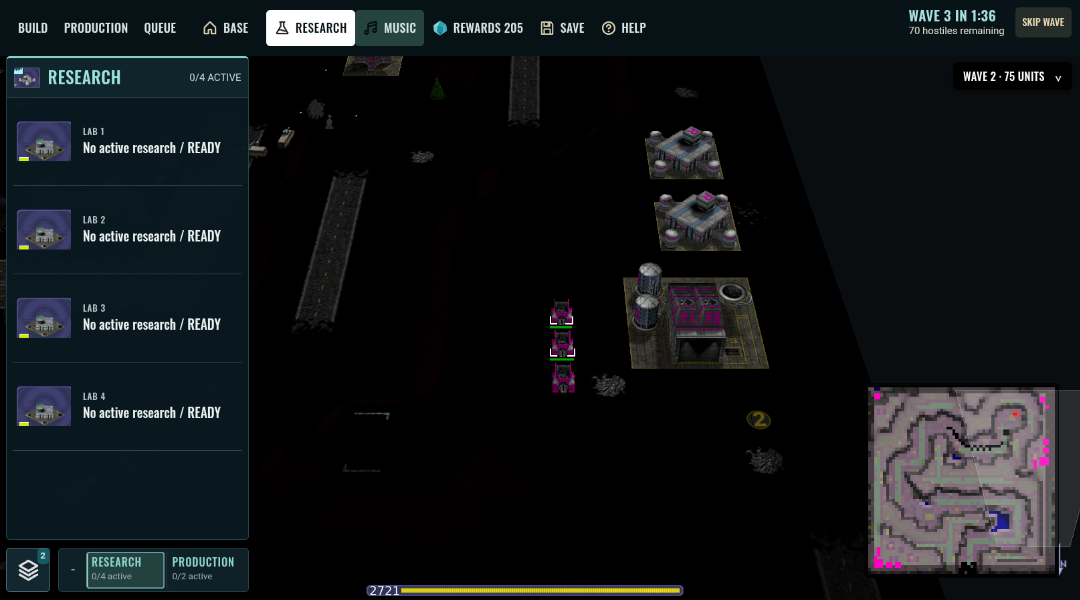 BUILD PRODUCTION QUEUE BASE RESEARCH MUSIC REWARDS 205 SAVE HELP
WAVE 3 IN 1:36
70 hostiles remaining
SKIP WAVE
WAVE 2 · 75 UNITS
RESEARCH 0/4 ACTIVE
LAB 1
No active research / READY
LAB 2
No active research / READY
LAB 3
No active research / READY
LAB 4
No active research / READY
2
2
- RESEARCH
0/4 active
PRODUCTION
0/2 active
2721
N